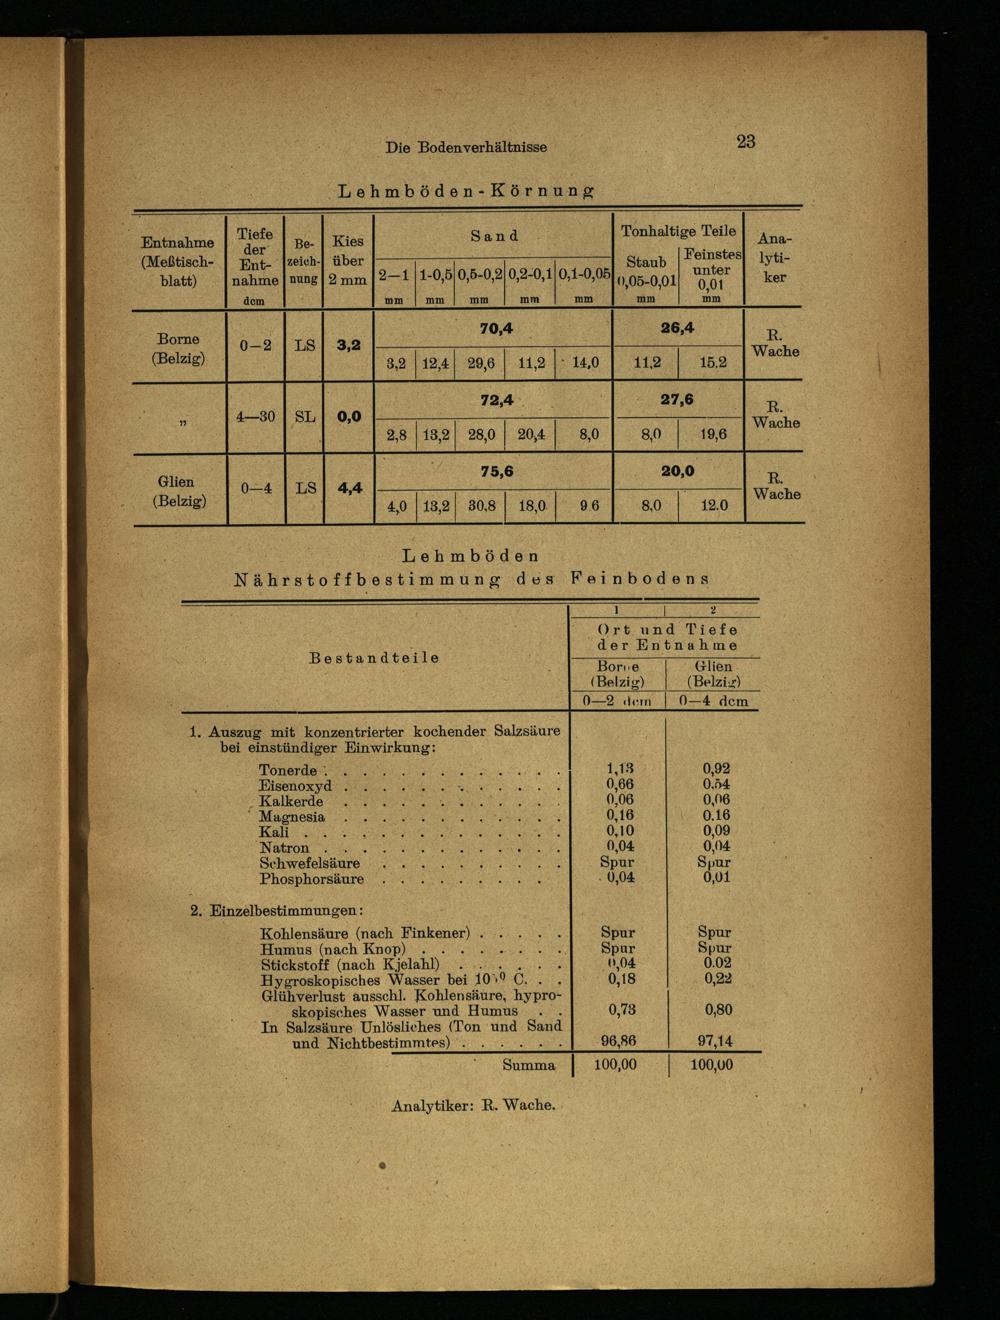 Die Bodenverhältnisse 23
Lehmböden-Körnung
Entnahme (Meßtischblatt) Tiefe der Entnahme dcm Bezeichnung Kies über 2 mm Sand Tonhaltige Teile Analytiker
2—1 mm 1-0,5 mm 0,5-0,2 mm 0,2-0,1 mm 0,1-0,05 mm Staub 0,05-0,01 mm Feinstes unter 0,01 mm
Borne (Belzig) 0—2 LS 3,2 70,4 26,4 R. Wache
3,2 12,4 29,6 11,2 14,0 11,2 15.2
„ 4—30 SL 0,0 72,4 27,6 R. Wache
2,8 13,2 28,0 20,4 8,0 8,0 19,6
Glien (Belzig) 0—4 LS 4,4 75,6 20,0 R. Wache
4,0 13,2 30,8 18,0 9 6 8,0 12.0
Lehmböden
Nährstoffbestimmung des Feinbodens
Bestandteile
1 2
Ort und Tiefe
der Entnahme
Borne Glien
(Belzig) (Belzig)
0—2 dcm 0—4 dcm
1. Auszug mit konzentrierter kochender Salzsäure
bei einstündiger Einwirkung:
Tonerde . . . . . . . . . . . . . 1,13 0,92
Eisenoxyd . . . . . . . . . . . . 0,66 0.54
Kalkerde . . . . . . . . . . . . 0,06 0,06
Magnesia . . . . . . . . . . . . 0,16 0.16
Kali . . . . . . . . . . . . . . 0,10 0,09
Natron . . . . . . . . . . . . . 0,04 0,04
Schwefelsäure . . . . . . . . . . Spur Spur
Phosphorsäure . . . . . . . . . 0,04 0,01
2. Einzelbestimmungen:
Kohlensäure (nach Finkener) . . . . . Spur Spur
Humus (nach Knop) . . . . . . . . Spur Spur
Stickstoff (nach Kjelahl) . . . . . . 0,04 0.02
Hygroskopisches Wasser bei 105⁰ C. . . 0,18 0,22
Glühverlust ausschl. Kohlensäure, hypro-
skopisches Wasser und Humus . . 0,73 0,80
In Salzsäure Unlösliches (Ton und Sand
und Nichtbestimmtes) . . . . . . 96,86 97,14
Summa 100,00 100,00
Analytiker: R. Wache.